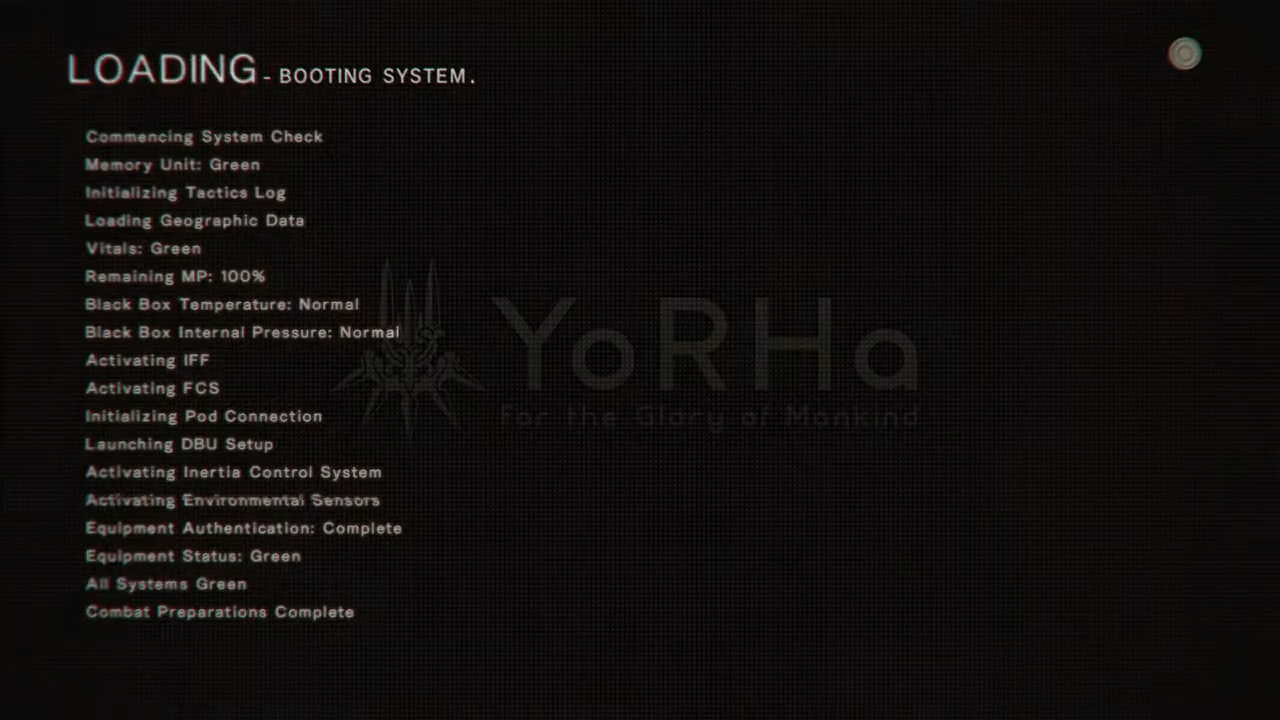 LOADING - BOOTING SYSTEM.
Commencing System Check
Memory Unit: Green
Initializing Tactics Log
Loading Geographic Data
Vitals: Green
Remaining MP: 100%
Black Box Temperature: Normal
Black Box Internal Pressure: Normal
Activating IFF
Activating FCS
Initializing Pod Connection
Launching DBU Setup
Activating Inertia Control System
Activating Environmental Sensors
Equipment Authentication: Complete
Equipment Status: Green
All Systems Green
Combat Preparations Complete
YoRHa
For the Glory of Mankind